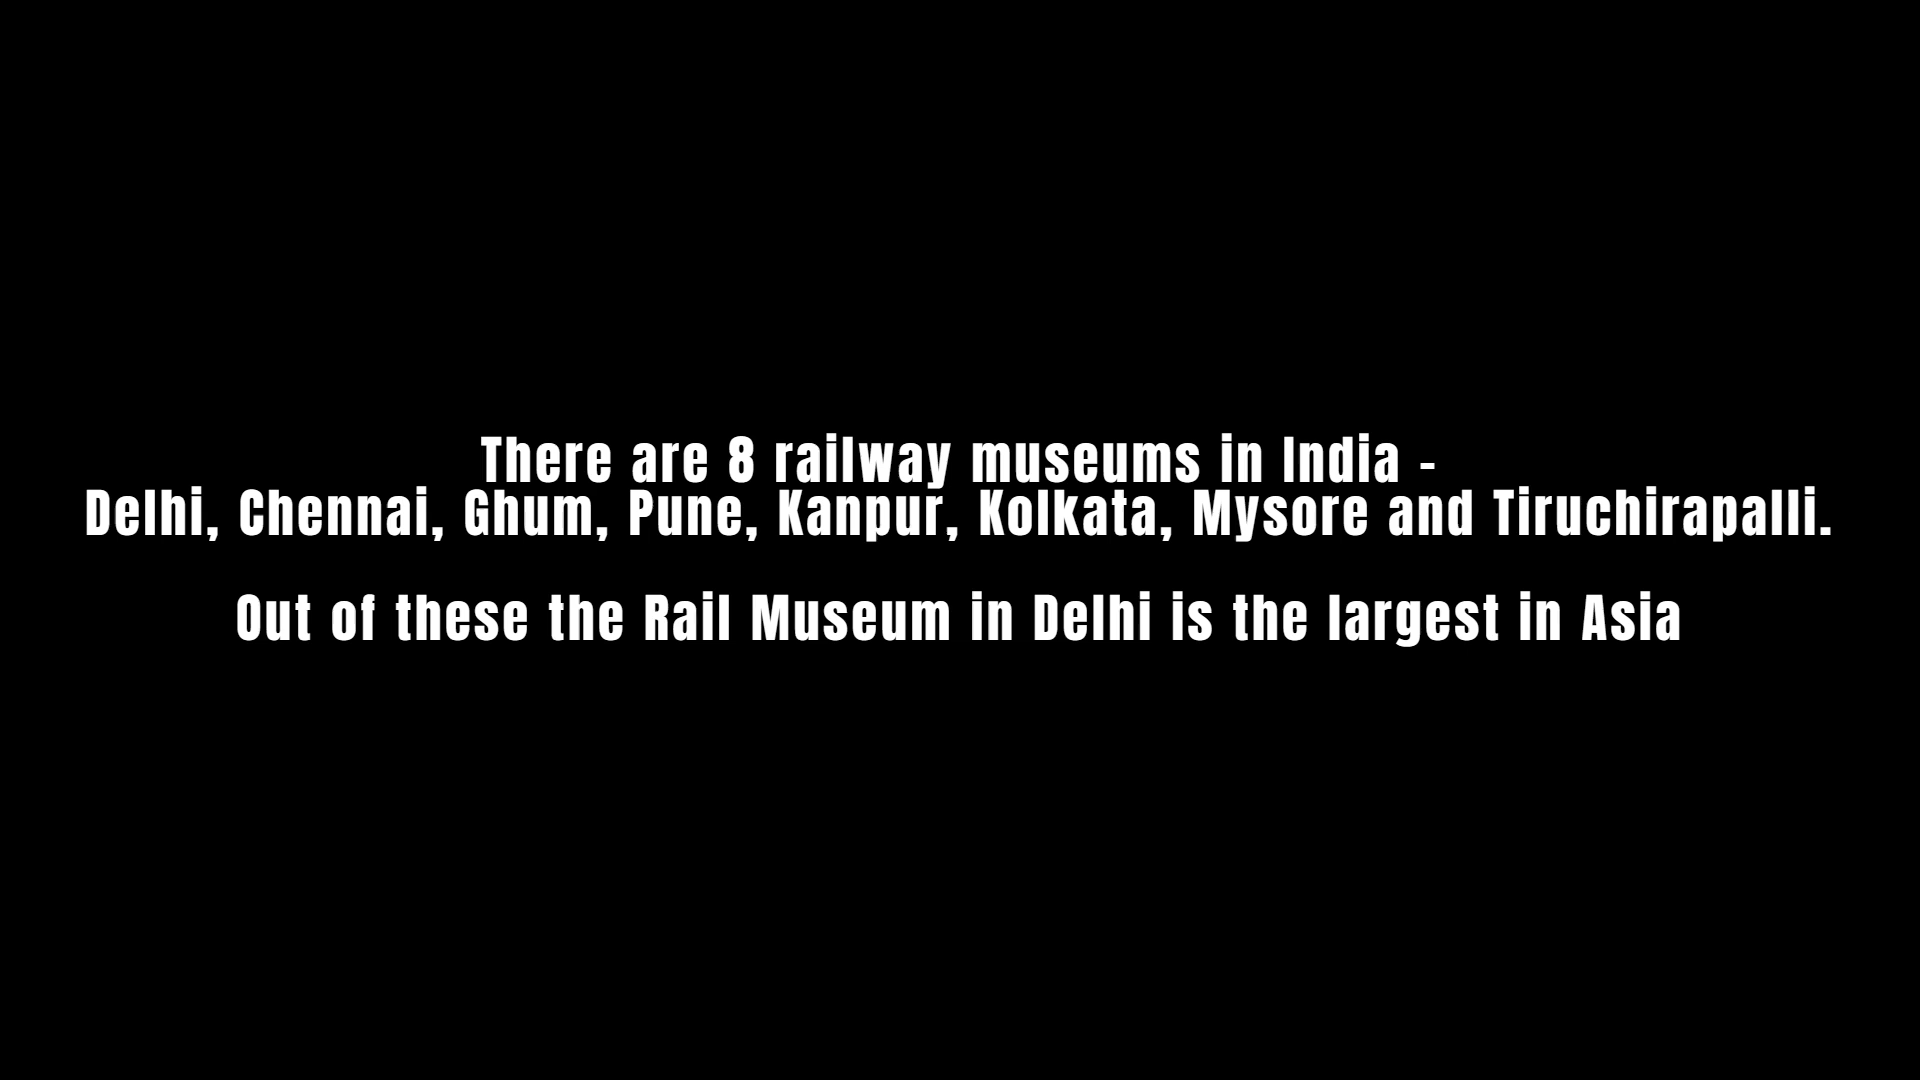 There are 8 railway museums in India -
Delhi, Chennai, Ghum, Pune, Kanpur, Kolkata, Mysore and Tiruchirapalli.
Out of these the Rail Museum in Delhi is the largest in Asia